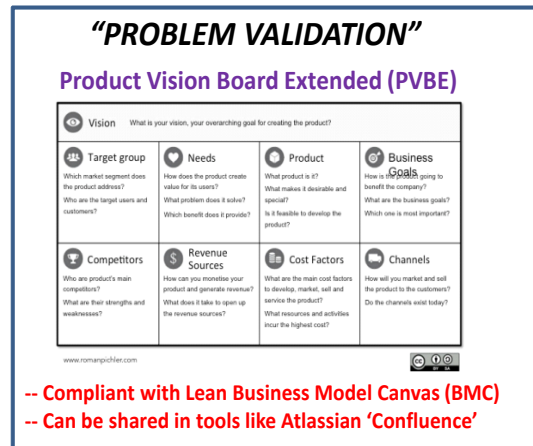 “PROBLEM VALIDATION”
Product Vision Board Extended (PVBE)
Vision
What is your vision, your overarching goal for creating the product?
Target group
Which market segment does
the product address?
Who are the target users and
customers?
Needs
How does the product create
value for its users?
What problem does it solve?
Which benefit does it provide?
Product
What product is it?
What makes it desirable and
special?
Is it feasible to develop the
product?
Business
Goals
How is the product going to
benefit the company?
What are the business goals?
Which one is most important?
Competitors
Who are product's main
competitors?
What are their strengths and
weaknesses?
Revenue
Sources
How can you monetise your
product and generate revenue?
What does it take to open up
the revenue sources?
Cost Factors
What are the main cost factors
to develop, market, sell and
service the product?
What resources and activities
incur the highest cost?
Channels
How will you market and sell
the product to the customers?
Do the channels exist today?
www.romanpichler.com
cc
BY SA
-- Compliant with Lean Business Model Canvas (BMC)
-- Can be shared in tools like Atlassian ‘Confluence’